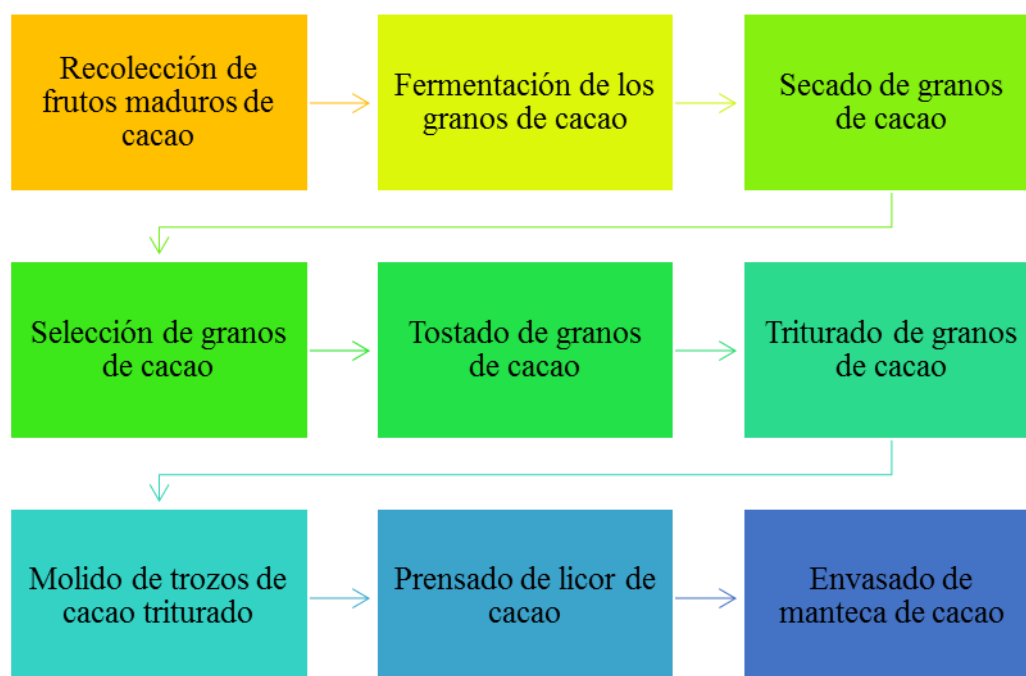 Recolección de
frutos maduros de
cacao
Fermentación de los
granos de cacao
Secado de granos
de cacao
Selección de granos
de cacao
Tostado de granos
de cacao
Triturado de granos
de cacao
Molido de trozos de
cacao triturado
Prensado de licor de
cacao
Envasado de
manteca de cacao